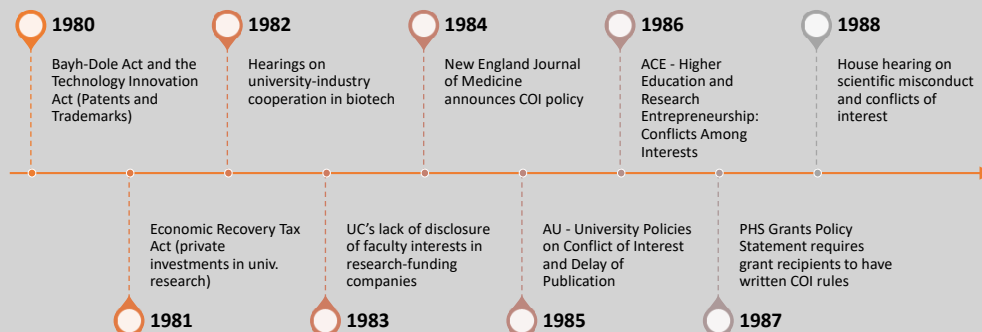 1980
Bayh-Dole Act and the
Technology Innovation
Act (Patents and
Trademarks)
1982
Hearings on
university-industry
cooperation in biotech
1984
New England Journal
of Medicine
announces COI policy
1986
ACE - Higher
Education and
Research
Entrepreneurship:
Conflicts Among
Interests
1988
House hearing on
scientific misconduct
and conflicts of
interest
Economic Recovery Tax
Act (private
investments in univ.
research)
1981
UC’s lack of disclosure
of faculty interests in
research-funding
companies
1983
AU - University Policies
on Conflict of Interest
and Delay of
Publication
1985
PHS Grants Policy
Statement requires
grant recipients to have
written COI rules
1987